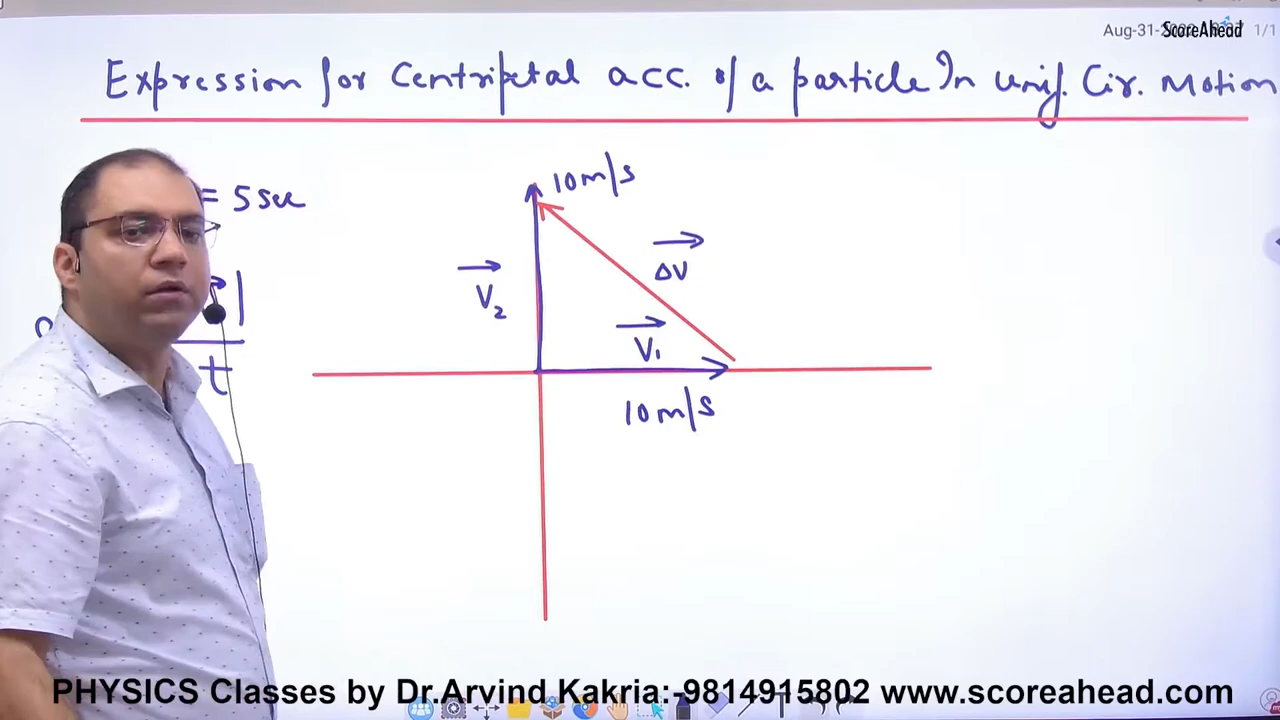 Aug-31- 1/1
ScoreAhead
Expression for Centripetal acc. of a particle In unif. Cir. Motion
= 5 sec
10 m/s
ΔV
V₂
V₁
|
t
10 m/s
PHYSICS Classes by Dr.Arvind Kakria:-9814915802 www.scoreahead.com